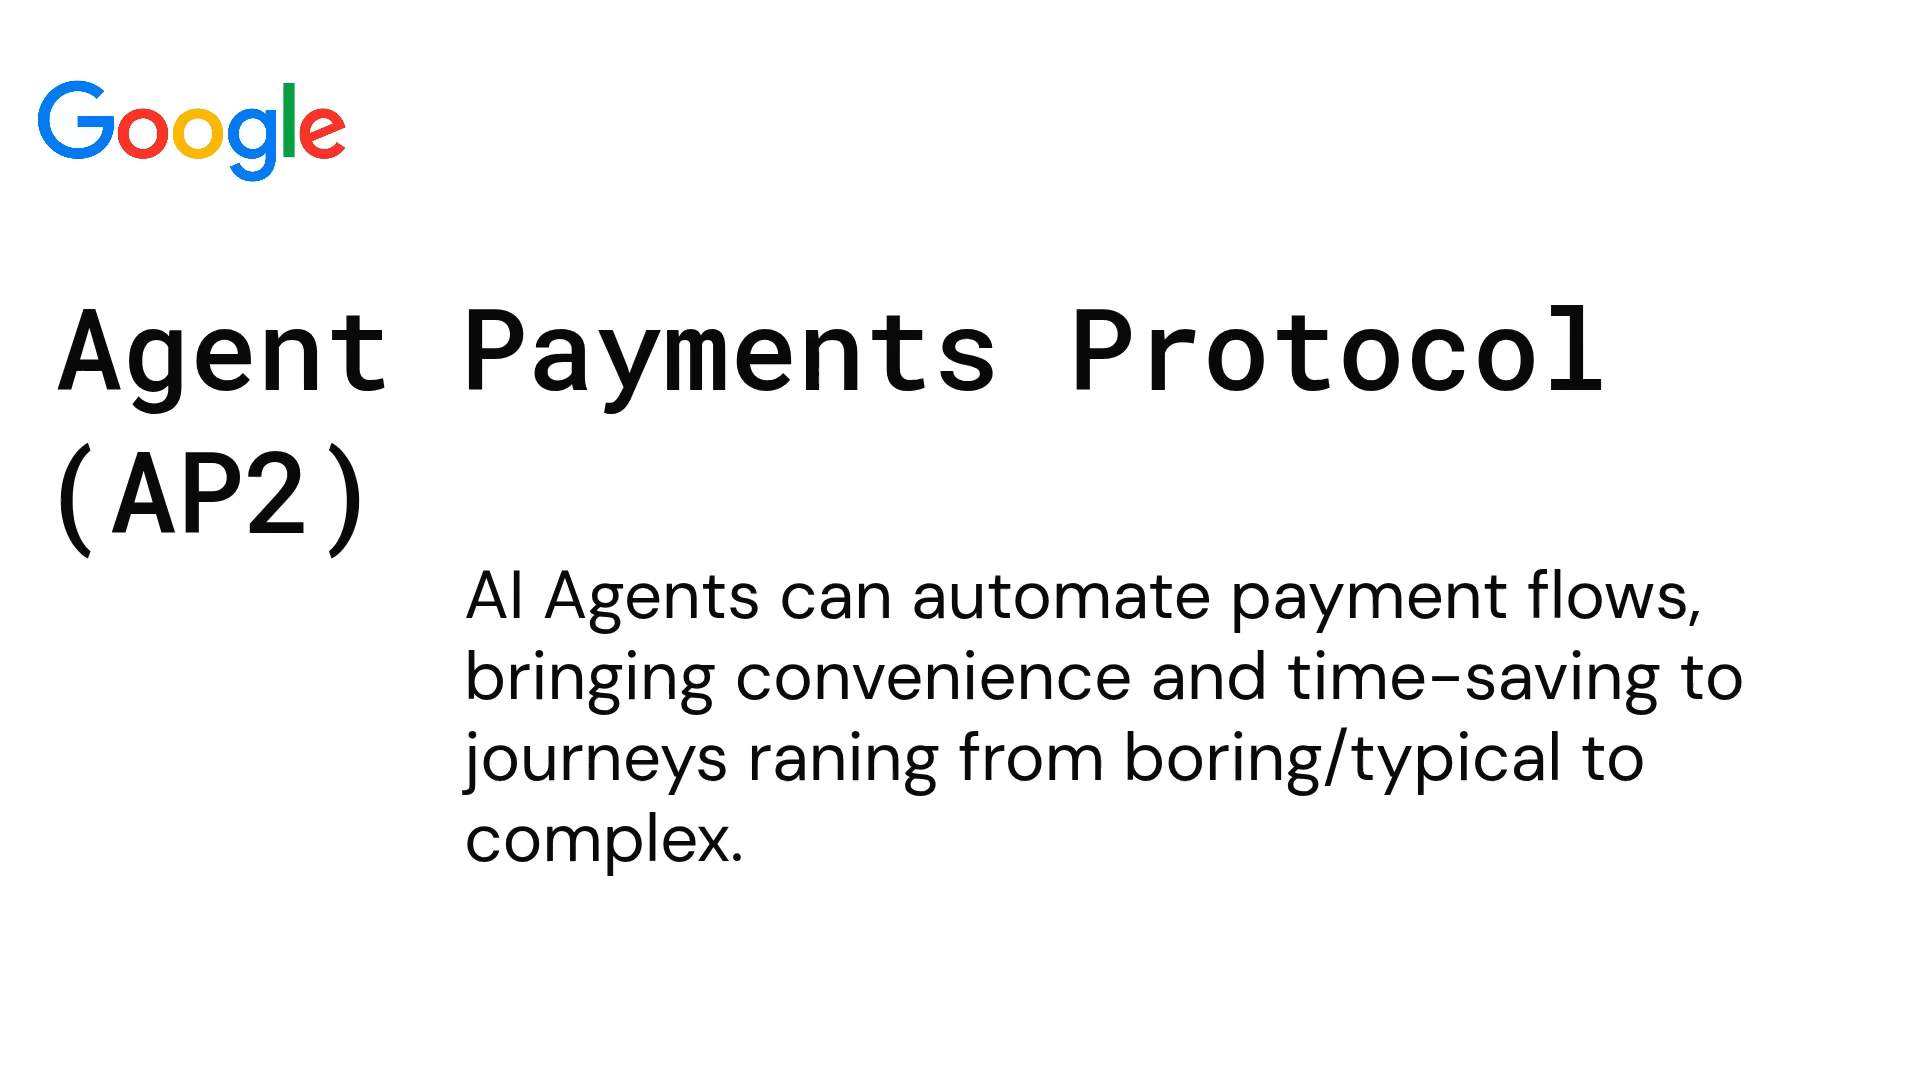 Google
Agent Payments Protocol
(AP2)
AI Agents can automate payment flows,
bringing convenience and time-saving to
journeys raning from boring/typical to
complex.